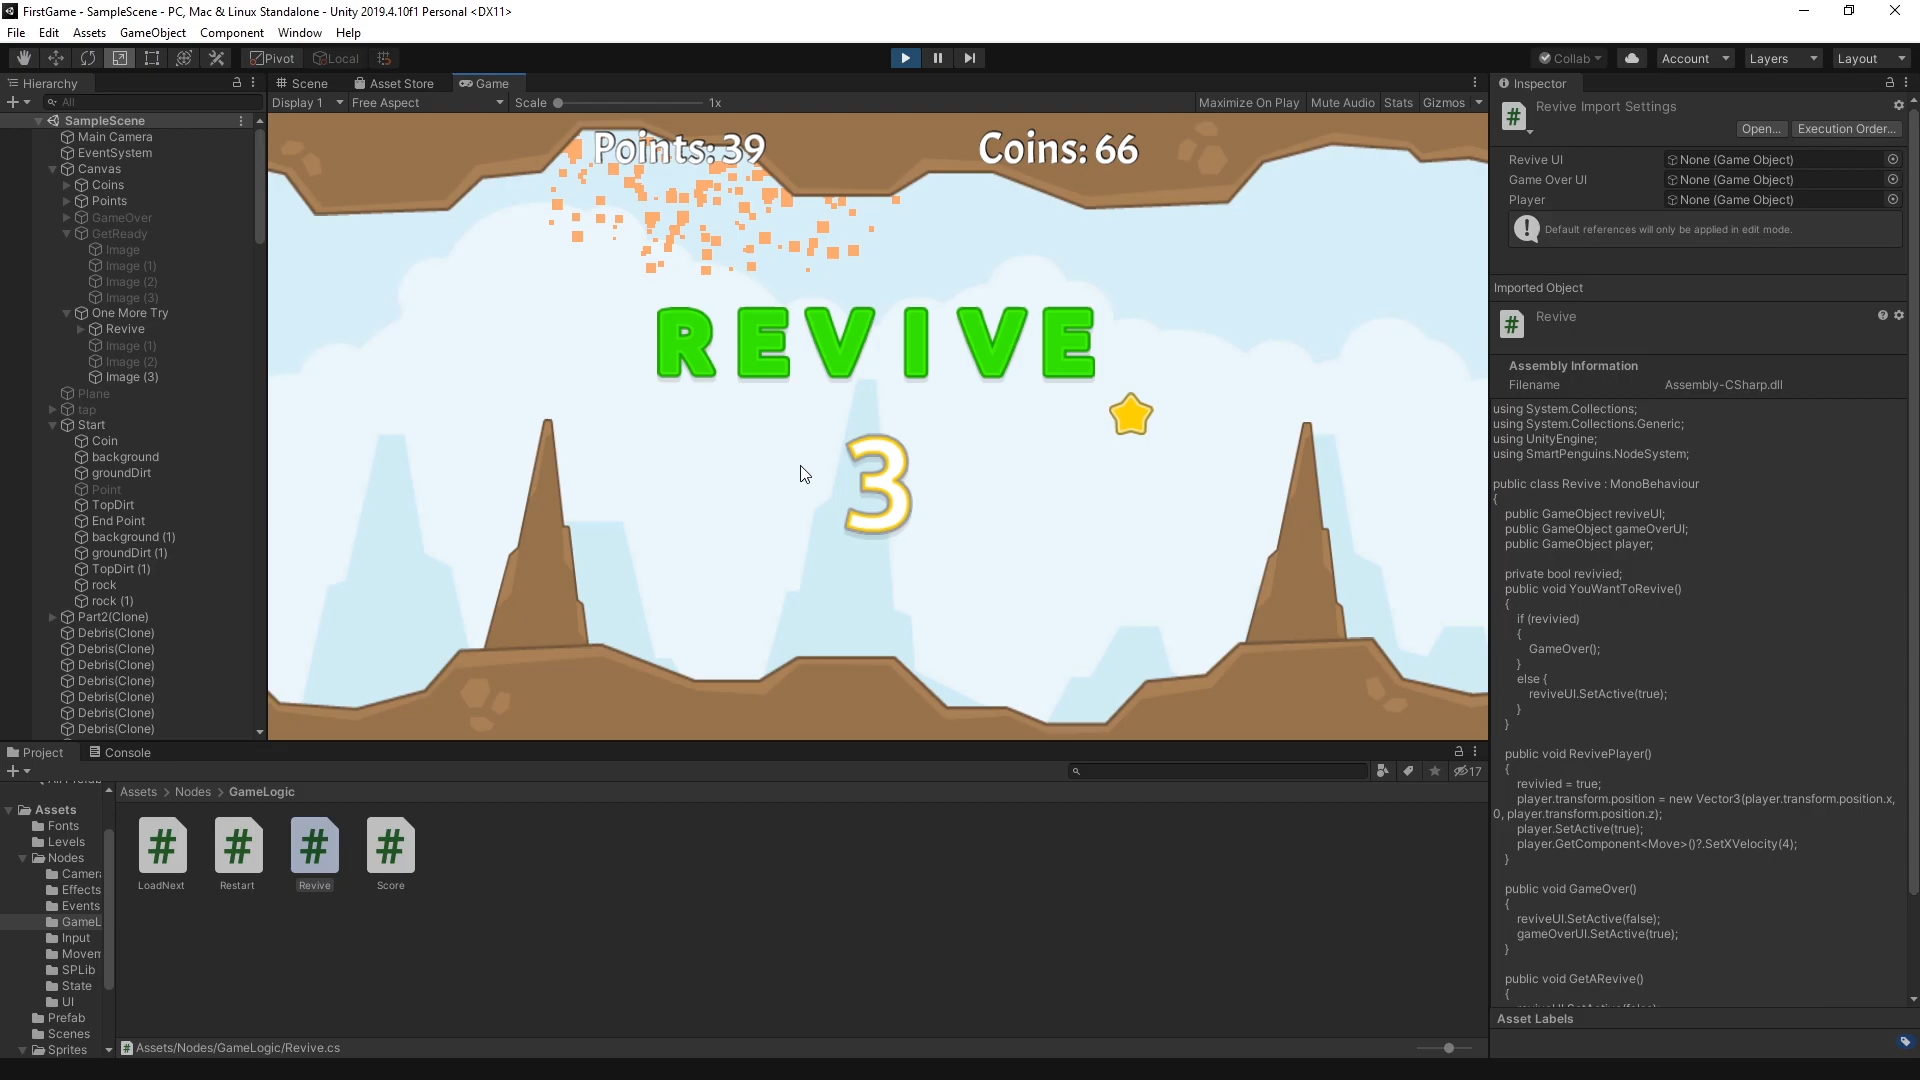 FirstGame - SampleScene - PC, Mac & Linux Standalone - Unity 2019.4.10f1 Personal <DX11>
File Edit Assets GameObject Component Window Help
Pivot Local Collab Account Layers Layout
Hierarchy
All
SampleScene
Main Camera
EventSystem
Canvas
Coins
Points
GameOver
GetReady
Image
Image (1)
Image (2)
Image (3)
One More Try
Revive
Image (1)
Image (2)
Image (3)
Plane
tap
Start
Coin
background
groundDirt
Point
TopDirt
End Point
background (1)
groundDirt (1)
TopDirt (1)
rock
rock (1)
Part2(Clone)
Debris(Clone)
Debris(Clone)
Debris(Clone)
Debris(Clone)
Debris(Clone)
Debris(Clone)
Debris(Clone)
Scene Asset Store Game
Display 1 Free Aspect Scale 1x Maximize On Play Mute Audio Stats Gizmos
Points: 39 Coins: 66
REVIVE
3
Inspector
Revive Import Settings
Open... Execution Order...
Revive UI None (Game Object)
Game Over UI None (Game Object)
Player None (Game Object)
Default references will only be applied in edit mode.
Imported Object
Revive
Assembly Information
Filename Assembly-CSharp.dll
using System.Collections;
using System.Collections.Generic;
using UnityEngine;
using SmartPenguins.NodeSystem;
public class Revive : MonoBehaviour
{
public GameObject reviveUI;
public GameObject gameOverUI;
public GameObject player;
private bool revivied;
public void YouWantToRevive()
{
if (revivied)
{
GameOver();
}
else {
reviveUI.SetActive(true);
}
}
public void RevivePlayer()
{
revivied = true;
player.transform.position = new Vector3(player.transform.position.x,
0, player.transform.position.z);
player.SetActive(true);
player.GetComponent<Move>()?.SetXVelocity(4);
}
public void GameOver()
{
reviveUI.SetActive(false);
gameOverUI.SetActive(true);
}
public void GetARevive()
{
Asset Labels
Project Console
17
Assets
Fonts
Levels
Nodes
Camera
Effects
Events
GameL
Input
Movem
SPLib
State
UI
Prefab
Scenes
Sprites
Assets > Nodes > GameLogic
LoadNext Restart Revive Score
Assets/Nodes/GameLogic/Revive.cs